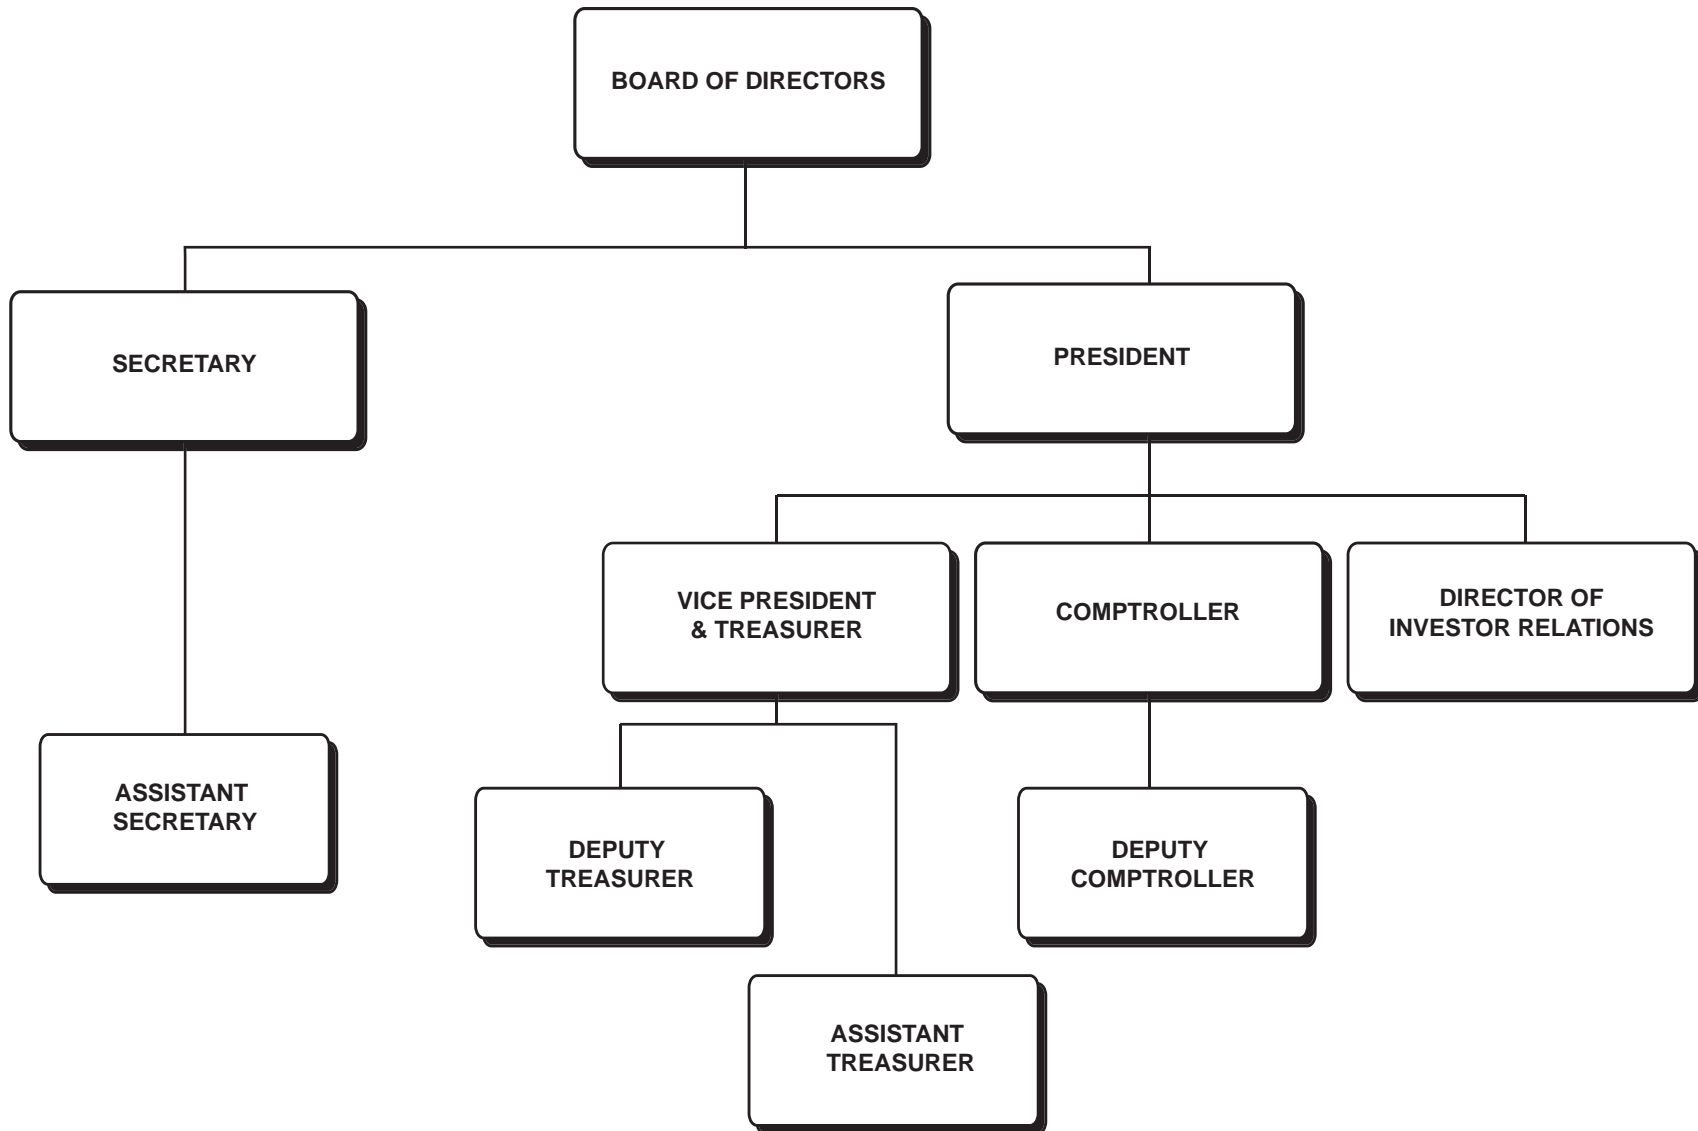 BOARD OF DIRECTORS
SECRETARY
PRESIDENT
VICE PRESIDENT
& TREASURER
COMPTROLLER
DIRECTOR OF
INVESTOR RELATIONS
ASSISTANT
SECRETARY
DEPUTY
TREASURER
DEPUTY
COMPTROLLER
ASSISTANT
TREASURER